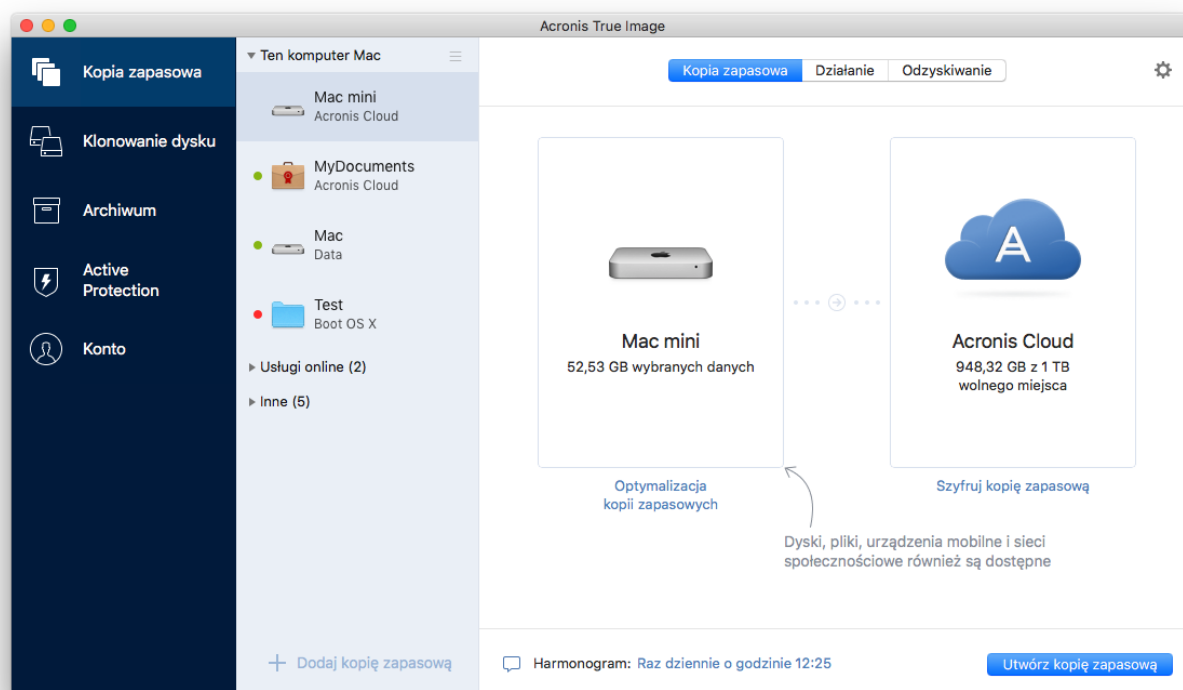 Acronis True Image
Kopia zapasowa
Klonowanie dysku
Archiwum
Active
Protection
Konto
Ten komputer Mac
Mac mini
Acronis Cloud
MyDocuments
Acronis Cloud
Mac
Data
Test
Boot OS X
Usługi online (2)
Inne (5)
Dodaj kopię zapasową
Kopia zapasowa Działanie Odzyskiwanie
Mac mini
52,53 GB wybranych danych
Optymalizacja
kopii zapasowych
A
Acronis Cloud
948,32 GB z 1 TB
wolnego miejsca
Szyfruj kopię zapasową
Dyski, pliki, urządzenia mobilne i sieci
społecznościowe również są dostępne
Harmonogram: Raz dziennie o godzinie 12:25
Utwórz kopię zapasową